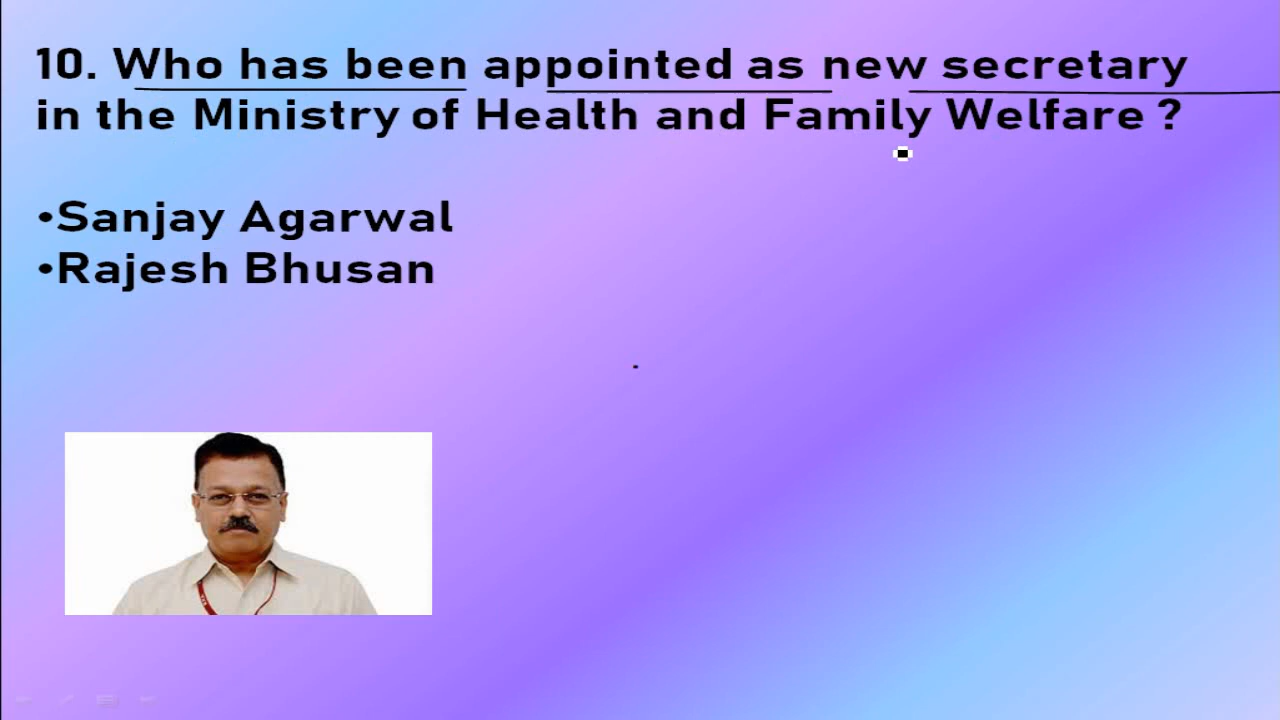 10. Who has been appointed as new secretary
in the Ministry of Health and Family Welfare ?
•Sanjay Agarwal
•Rajesh Bhusan